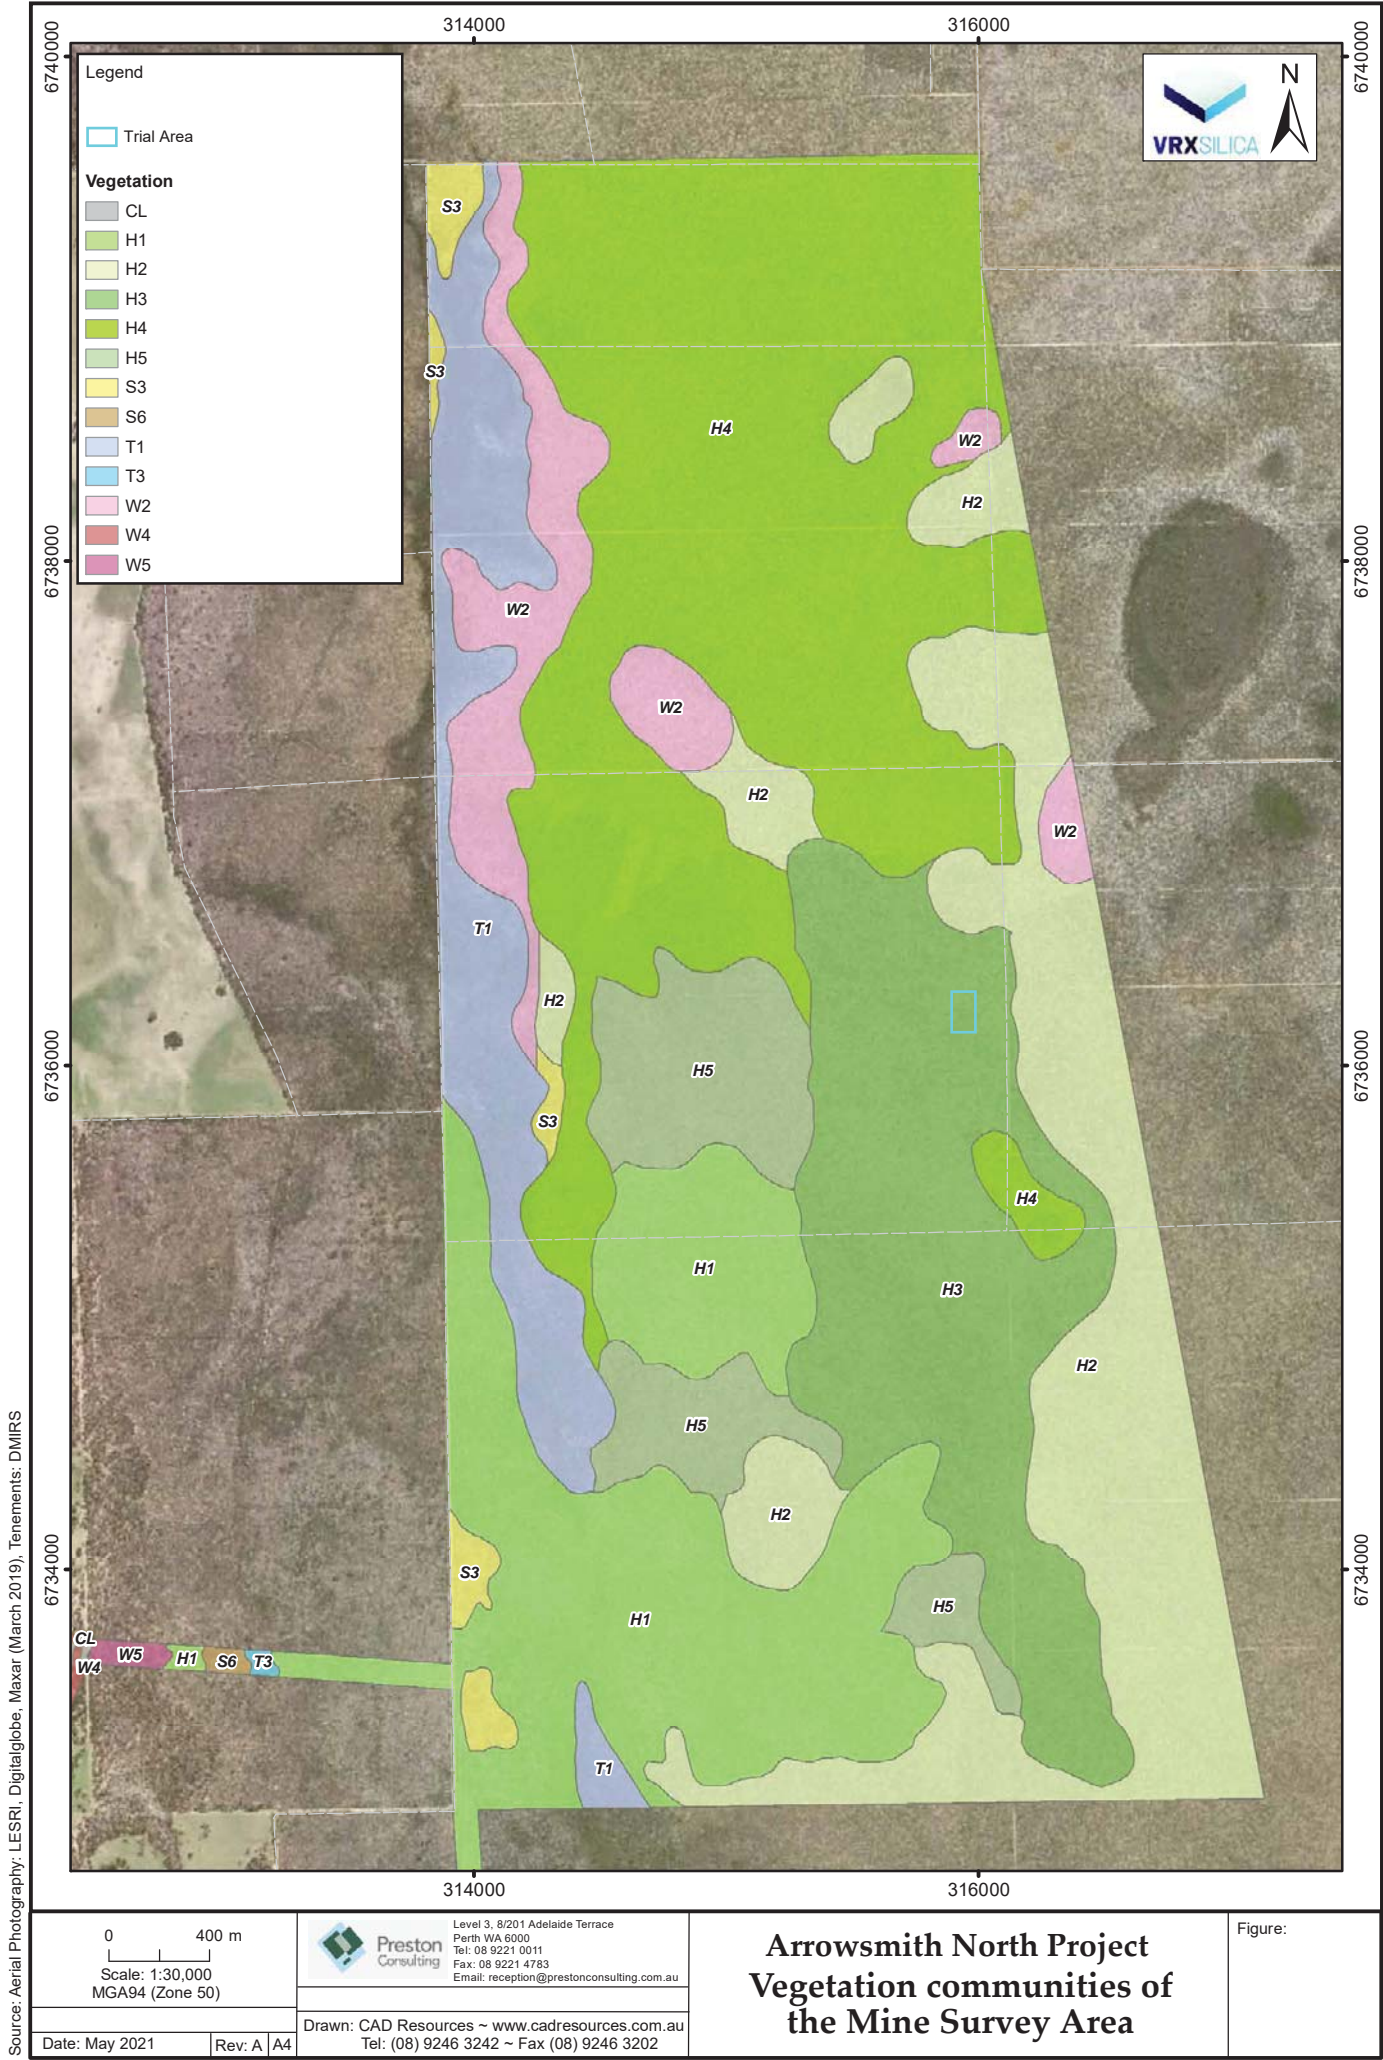 314000
316000
6740000
6740000
Legend
Trial Area
Vegetation
CL
H1
H2
H3
H4
H5
S3
S6
T1
T3
W2
W4
W5
N
VRXSILICA
S3
S3
H4
W2
H2
6738000
6738000
W2
W2
H2
W2
T1
H2
6736000
6736000
H5
S3
H4
H1
H3
H2
H5
H2
6734000
6734000
S3
H5
H1
CL
W4
W5
H1
S6
T3
T1
314000
316000
Source: Aerial Photography: LESRI, Digitalglobe, Maxar (March 2019), Tenements: DMIRS
0 400 m
Scale: 1:30,000
MGA94 (Zone 50)
Date: May 2021
Rev: A
A4
Preston
Consulting
Level 3, 8/201 Adelaide Terrace
Perth WA 6000
Tel: 08 9221 0011
Fax: 08 9221 4783
Email: reception@prestonconsulting.com.au
Drawn: CAD Resources ~ www.cadresources.com.au
Tel: (08) 9246 3242 ~ Fax (08) 9246 3202
Arrowsmith North Project
Vegetation communities of
the Mine Survey Area
Figure: